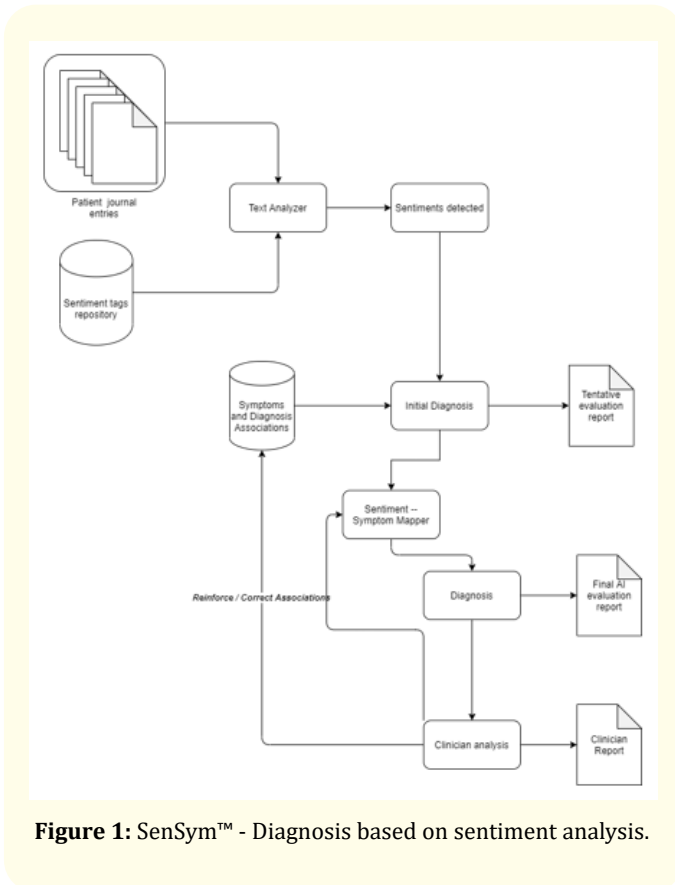 Patient journal
entries
Text Analyzer
Sentiments detected
Sentiment tags
repository
Symptoms
and Diagnosis
Associations
Initial Diagnosis
Tentative
evaluation
report
Sentiment --
Symptom Mapper
Reinforce / Correct Associations
Diagnosis
Final AI
evaluation
report
Clinician analysis
Clinician
Report
Figure 1: SenSym™ - Diagnosis based on sentiment analysis.